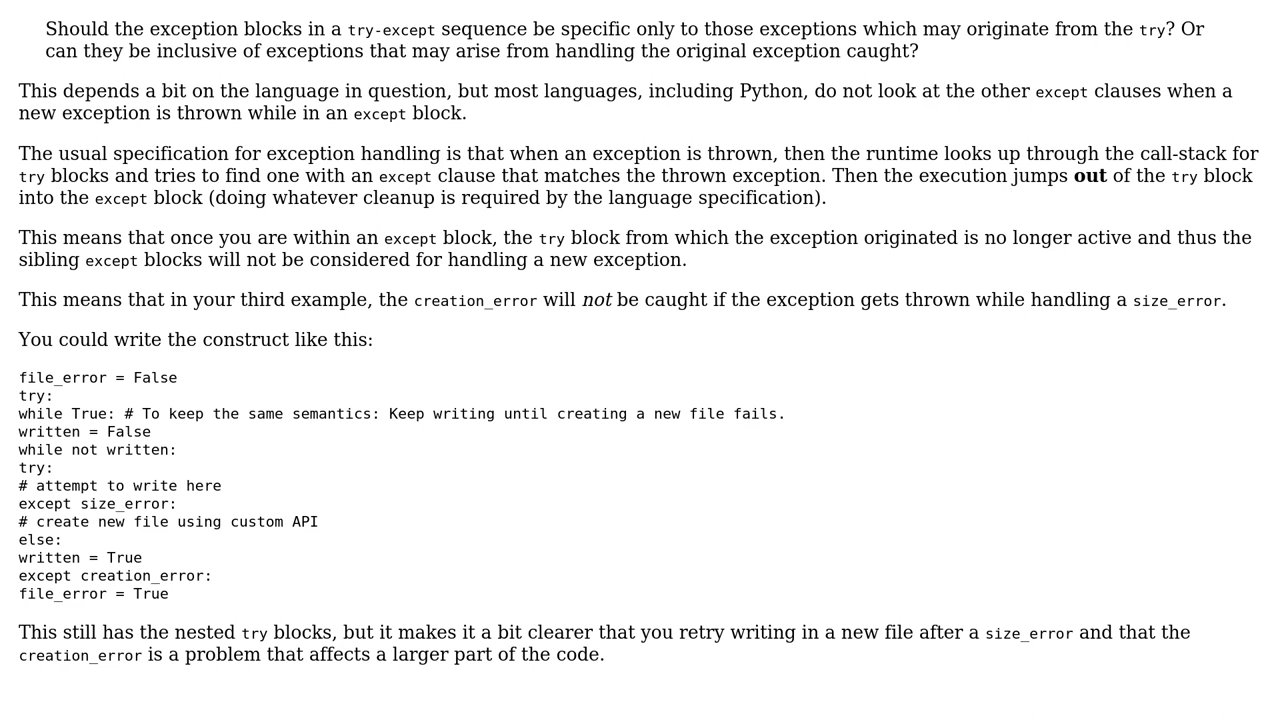 Should the exception blocks in a try-except sequence be specific only to those exceptions which may originate from the try? Or
can they be inclusive of exceptions that may arise from handling the original exception caught?
This depends a bit on the language in question, but most languages, including Python, do not look at the other except clauses when a
new exception is thrown while in an except block.
The usual specification for exception handling is that when an exception is thrown, then the runtime looks up through the call-stack for
try blocks and tries to find one with an except clause that matches the thrown exception. Then the execution jumps out of the try block
into the except block (doing whatever cleanup is required by the language specification).
This means that once you are within an except block, the try block from which the exception originated is no longer active and thus the
sibling except blocks will not be considered for handling a new exception.
This means that in your third example, the creation_error will not be caught if the exception gets thrown while handling a size_error.
You could write the construct like this:
file_error = False
try:
while True: # To keep the same semantics: Keep writing until creating a new file fails.
written = False
while not written:
try:
# attempt to write here
except size_error:
# create new file using custom API
else:
written = True
except creation_error:
file_error = True
This still has the nested try blocks, but it makes it a bit clearer that you retry writing in a new file after a size_error and that the
creation_error is a problem that affects a larger part of the code.